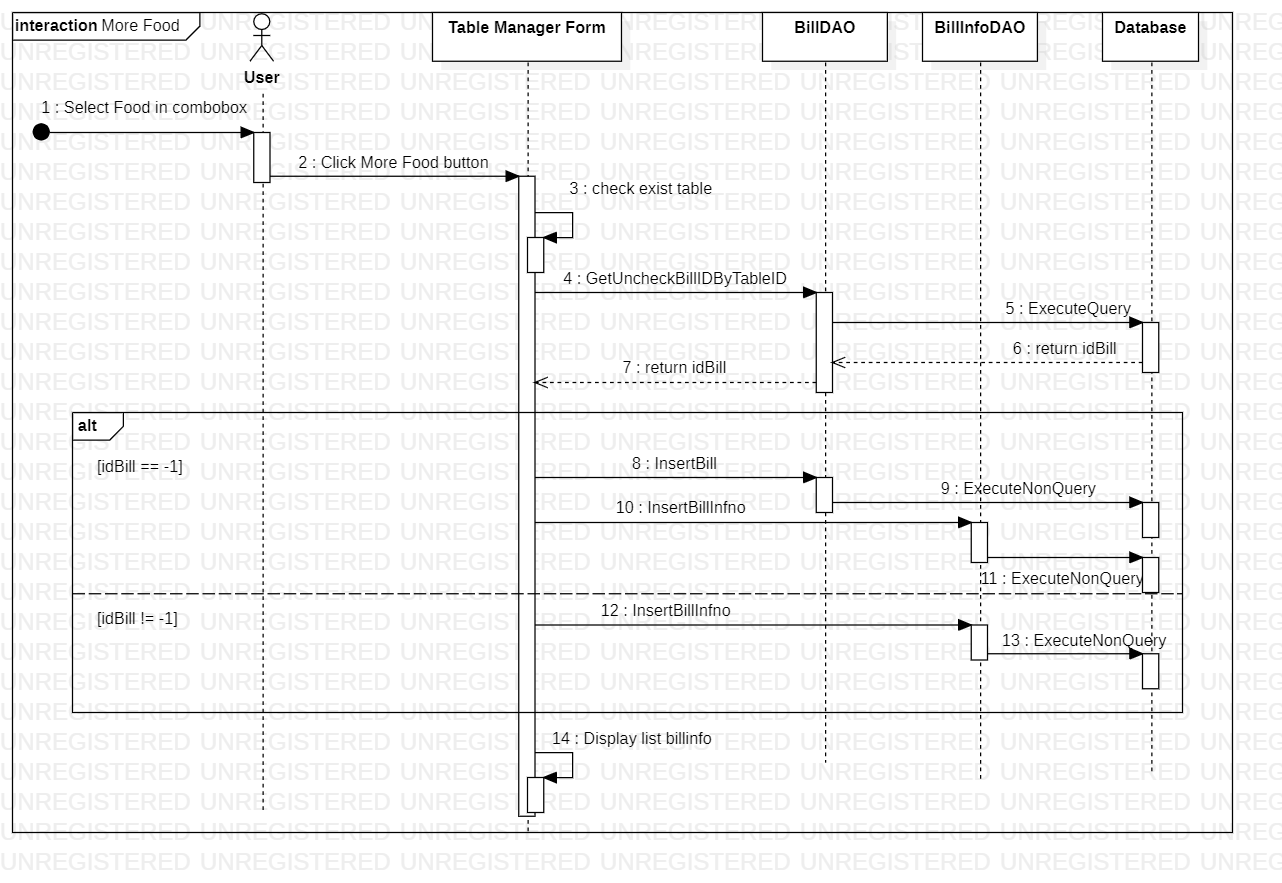 interaction More Food
User
Table Manager Form
BillDAO
BillInfoDAO
Database
1 : Select Food in combobox
2 : Click More Food button
3 : check exist table
4 : GetUncheckBillIDByTableID
5 : ExecuteQuery
6 : return idBill
7 : return idBill
alt
[idBill == -1]
8 : InsertBill
9 : ExecuteNonQuery
10 : InsertBillInfno
11 : ExecuteNonQuery
[idBill != -1]
12 : InsertBillInfno
13 : ExecuteNonQuery
14 : Display list billinfo
UNREGISTERED